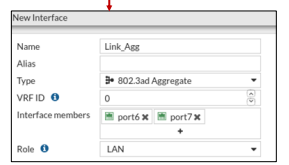 New Interface
Name Link_Agg
Alias
Type 802.3ad Aggregate
VRF ID 0
Interface members port6 port7
+
Role LAN